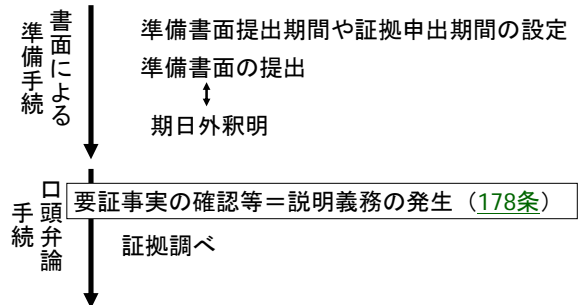 書面による
準備手続
準備書面提出期間や証拠申出期間の設定
準備書面の提出
期日外釈明
口頭弁論
手続
要証事実の確認等＝説明義務の発生（178条）
証拠調べ